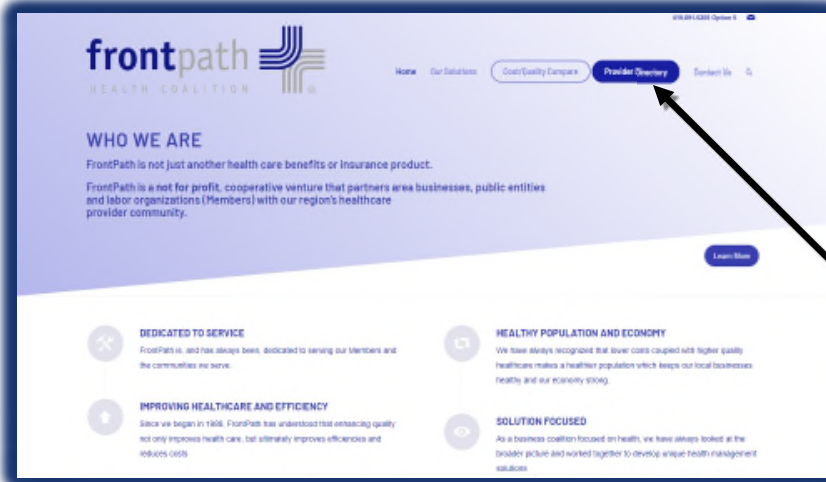 Option 5
frontpath
HEALTH COALITION
Home Our Solutions Cost/Quality Compare Provider Directory Contact Us
WHO WE ARE
FrontPath is not just another health care benefits or insurance product.
FrontPath is a not for profit, cooperative venture that partners area businesses, public entities
and labor organizations (Members) with our region's healthcare
provider community.
Learn More
DEDICATED TO SERVICE
FrontPath is, and has always been, dedicated to serving our Members and
the communities we serve.
IMPROVING HEALTHCARE AND EFFICIENCY
Since we began in 1988, FrontPath has understood that enhancing quality
not only improves health care, but ultimately improves efficiencies and
reduces costs
HEALTHY POPULATION AND ECONOMY
We have always recognized that lower costs coupled with higher quality
healthcare makes a healthier population which keeps our local businesses
healthy and our economy strong.
SOLUTION FOCUSED
As a business coalition focused on health, we have always looked at the
broader picture and worked together to develop unique health management
solutions